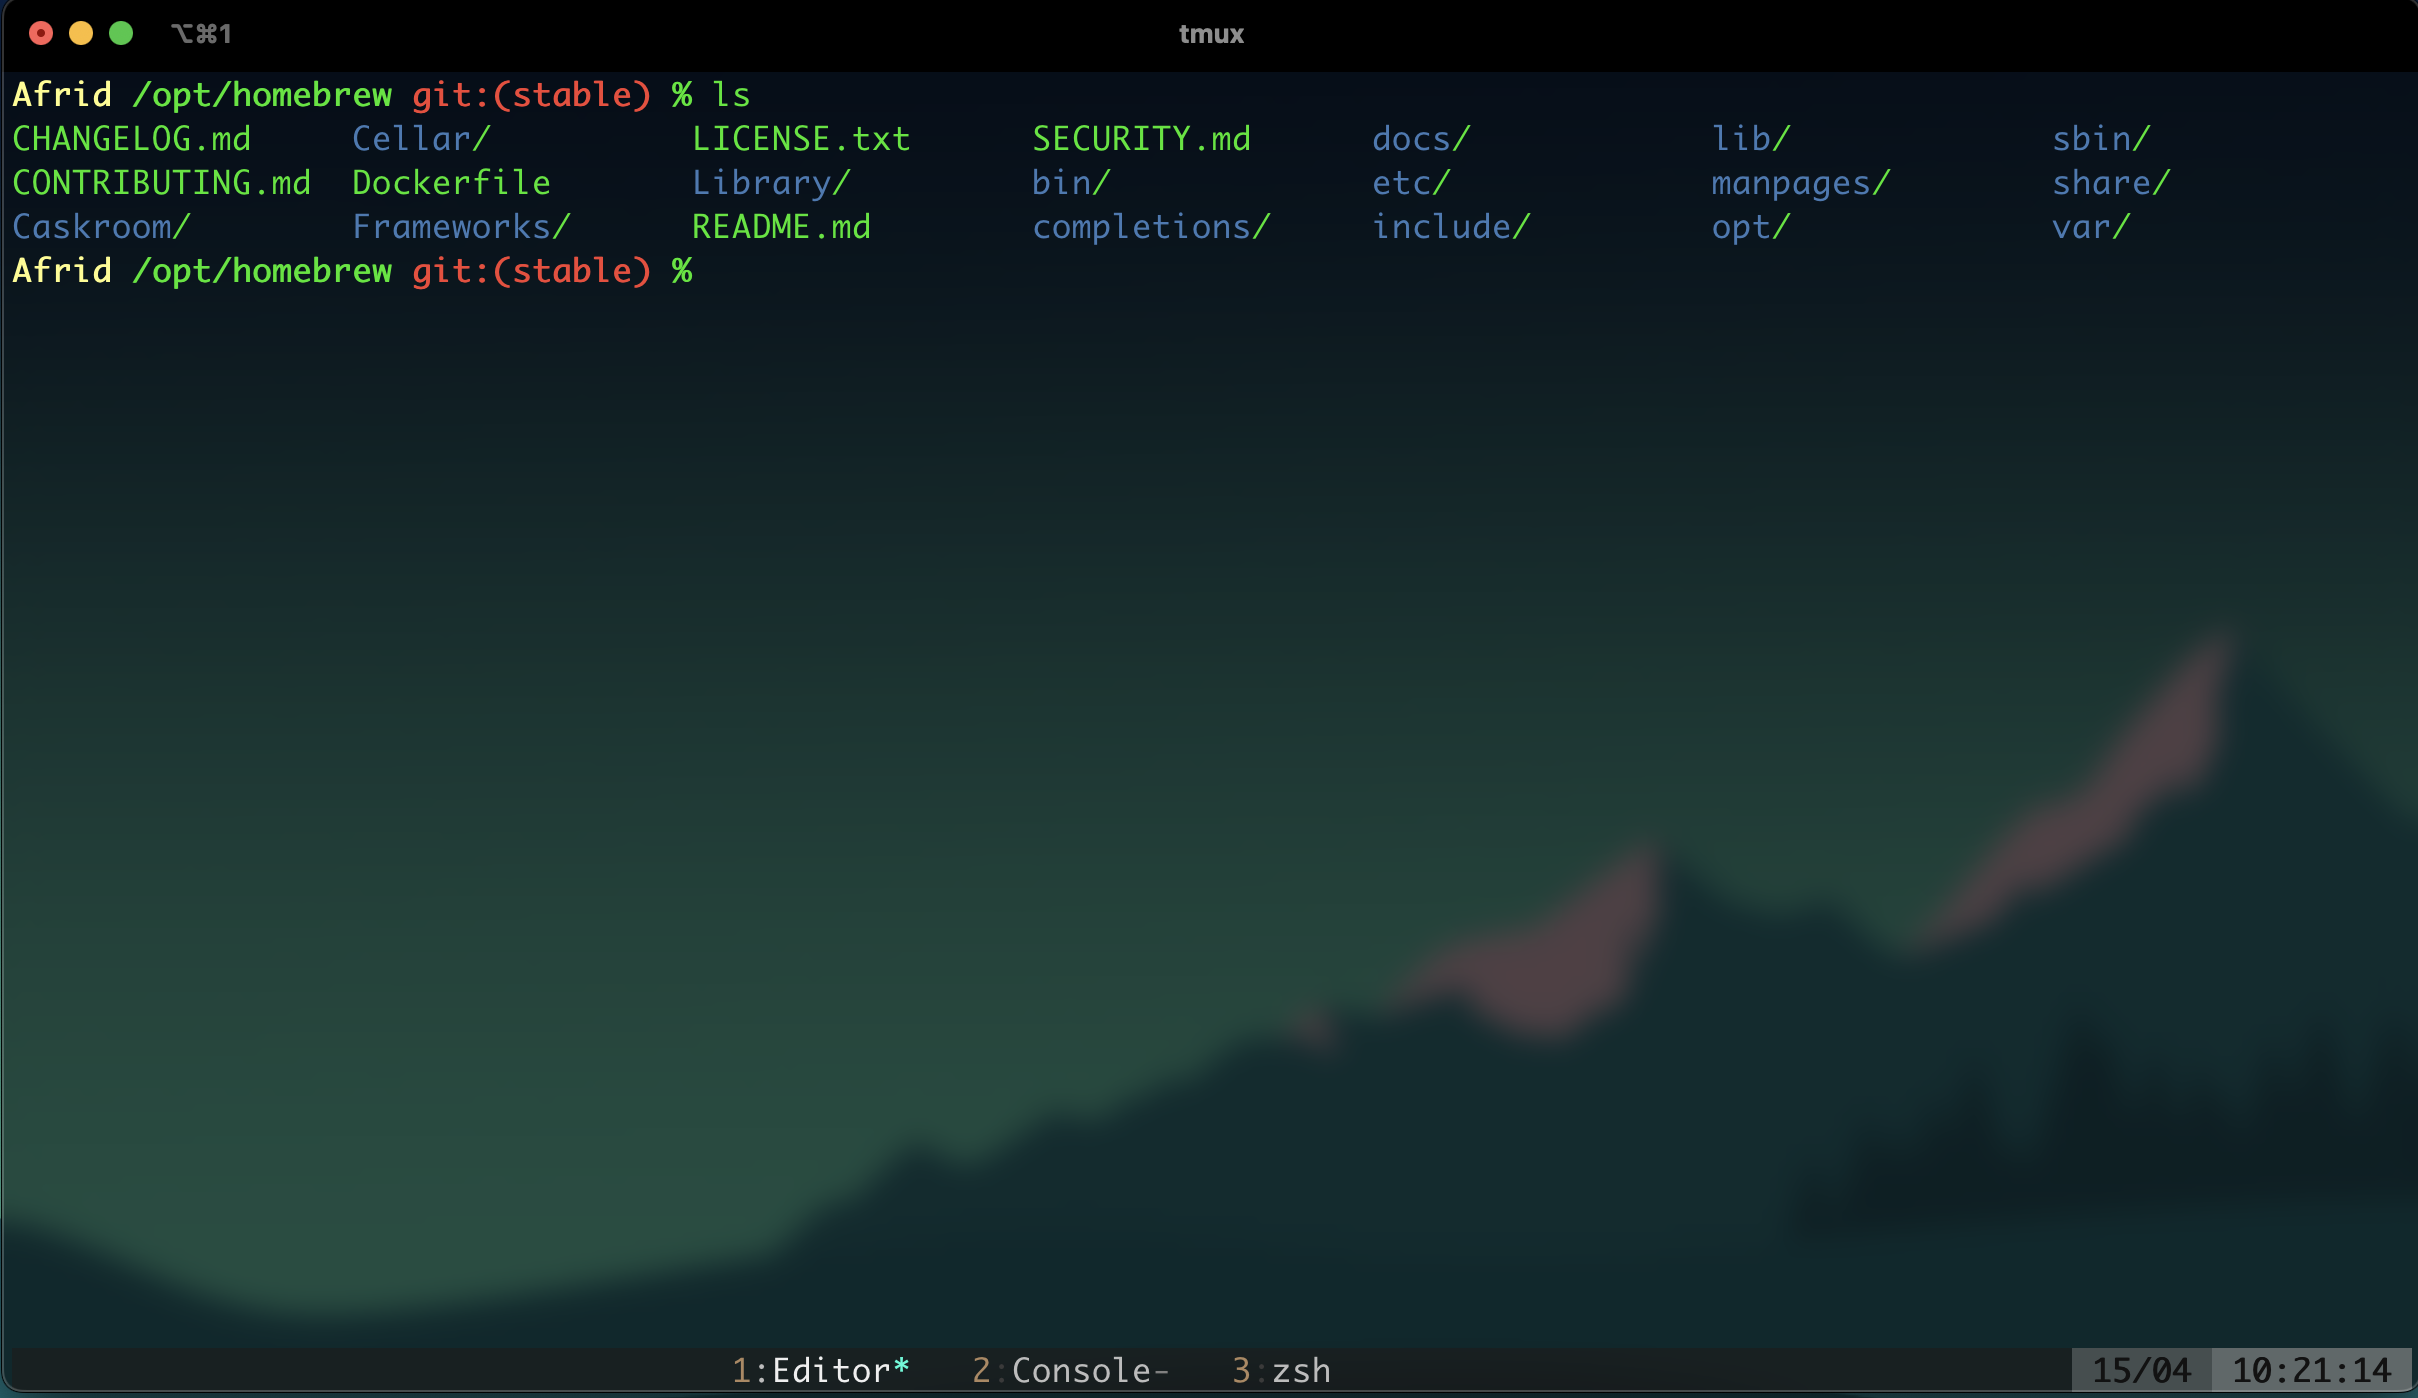 ⌥⌘1 tmux
Afrid /opt/homebrew git:(stable) % ls
CHANGELOG.md Cellar/ LICENSE.txt SECURITY.md docs/ lib/ sbin/
CONTRIBUTING.md Dockerfile Library/ bin/ etc/ manpages/ share/
Caskroom/ Frameworks/ README.md completions/ include/ opt/ var/
Afrid /opt/homebrew git:(stable) %
1:Editor* 2:Console- 3:zsh 15/04 10:21:14